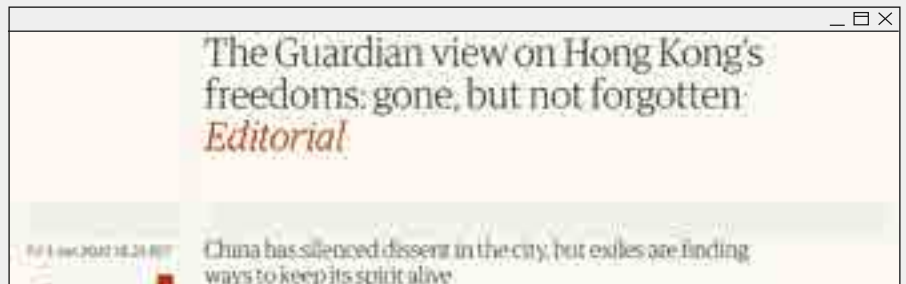 The Guardian view on Hong Kong's
freedoms: gone, but not forgotten
Editorial
China has silenced dissent in the city, but exiles are finding
ways to keep its spirit alive